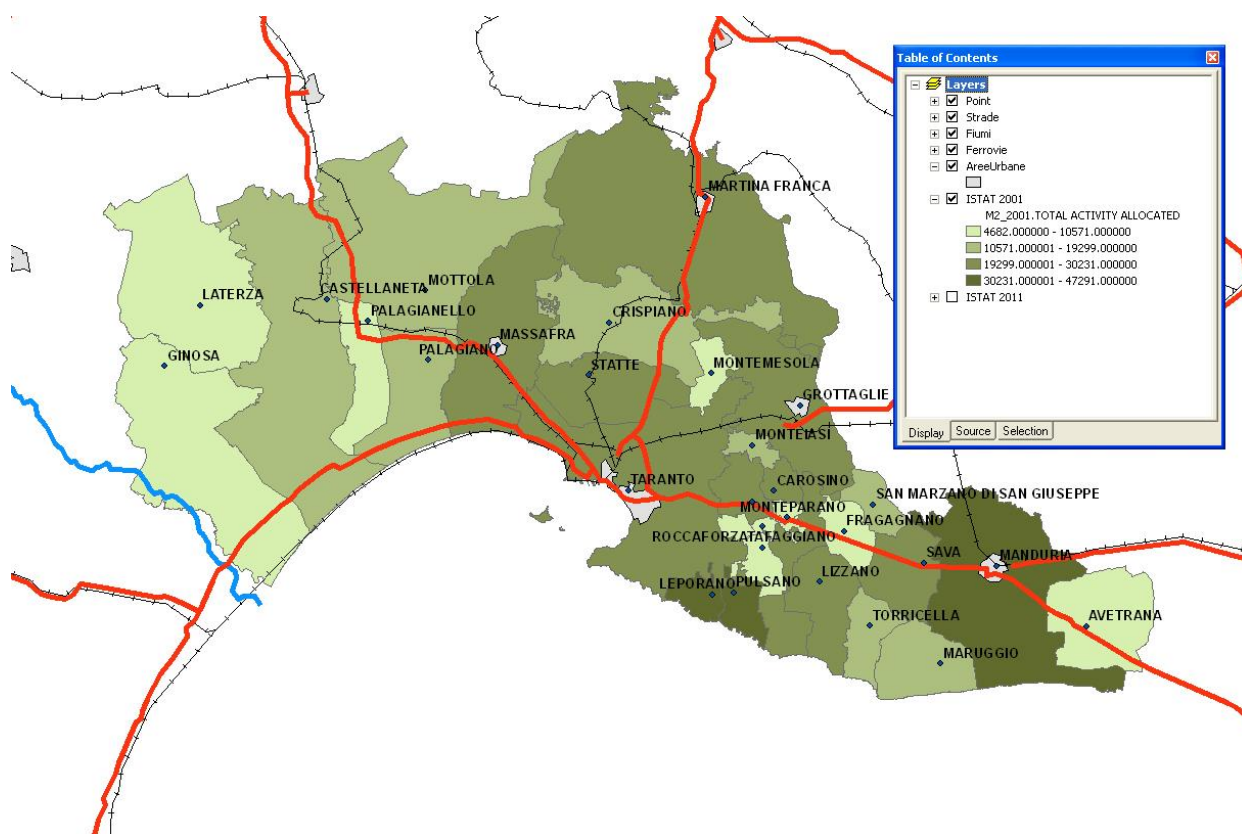 Table of Contents
Layers
Point
Strade
Fiumi
Ferrovie
AreeUrbane
ISTAT 2001
M2_2001.TOTAL ACTIVITY ALLOCATED
4682.000000 - 10571.000000
10571.000001 - 19299.000000
19299.000001 - 30231.000000
30231.000001 - 47291.000000
ISTAT 2011
Display Source Selection
MARTINA FRANCA
MOTTOLA
CASTELLANETA
LATERZA
PALAGIANELLO
CRISPIANO
MASSAFRA
PALAGIANO
GINOSA
STATTE
MONTEMESOLA
GROTTAGLIE
MONTEIASI
TARANTO
CAROSINO
SAN MARZANO DI SAN GIUSEPPE
MONTEPARANO
FRAGAGNANO
ROCCAFORZATA
FAGGIANO
SAVA
MANDURIA
LEPORANO
PULSANO
LIZZANO
TORRICELLA
AVETRANA
MARUGGIO